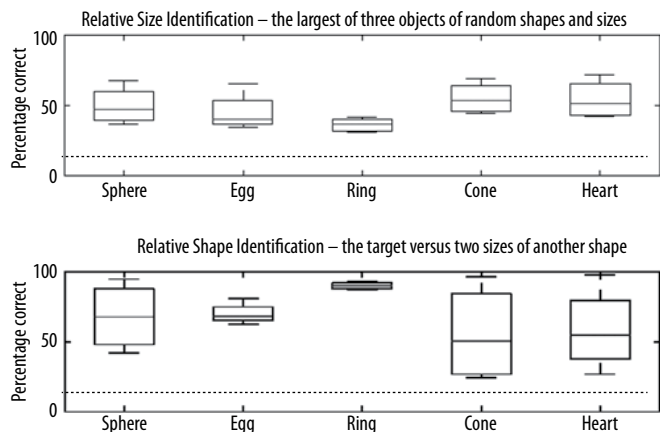 Relative Size Identification – the largest of three objects of random shapes and sizes
Percentage correct
100
50
0
Sphere Egg Ring Cone Heart
Relative Shape Identification – the target versus two sizes of another shape
Percentage correct
100
50
0
Sphere Egg Ring Cone Heart